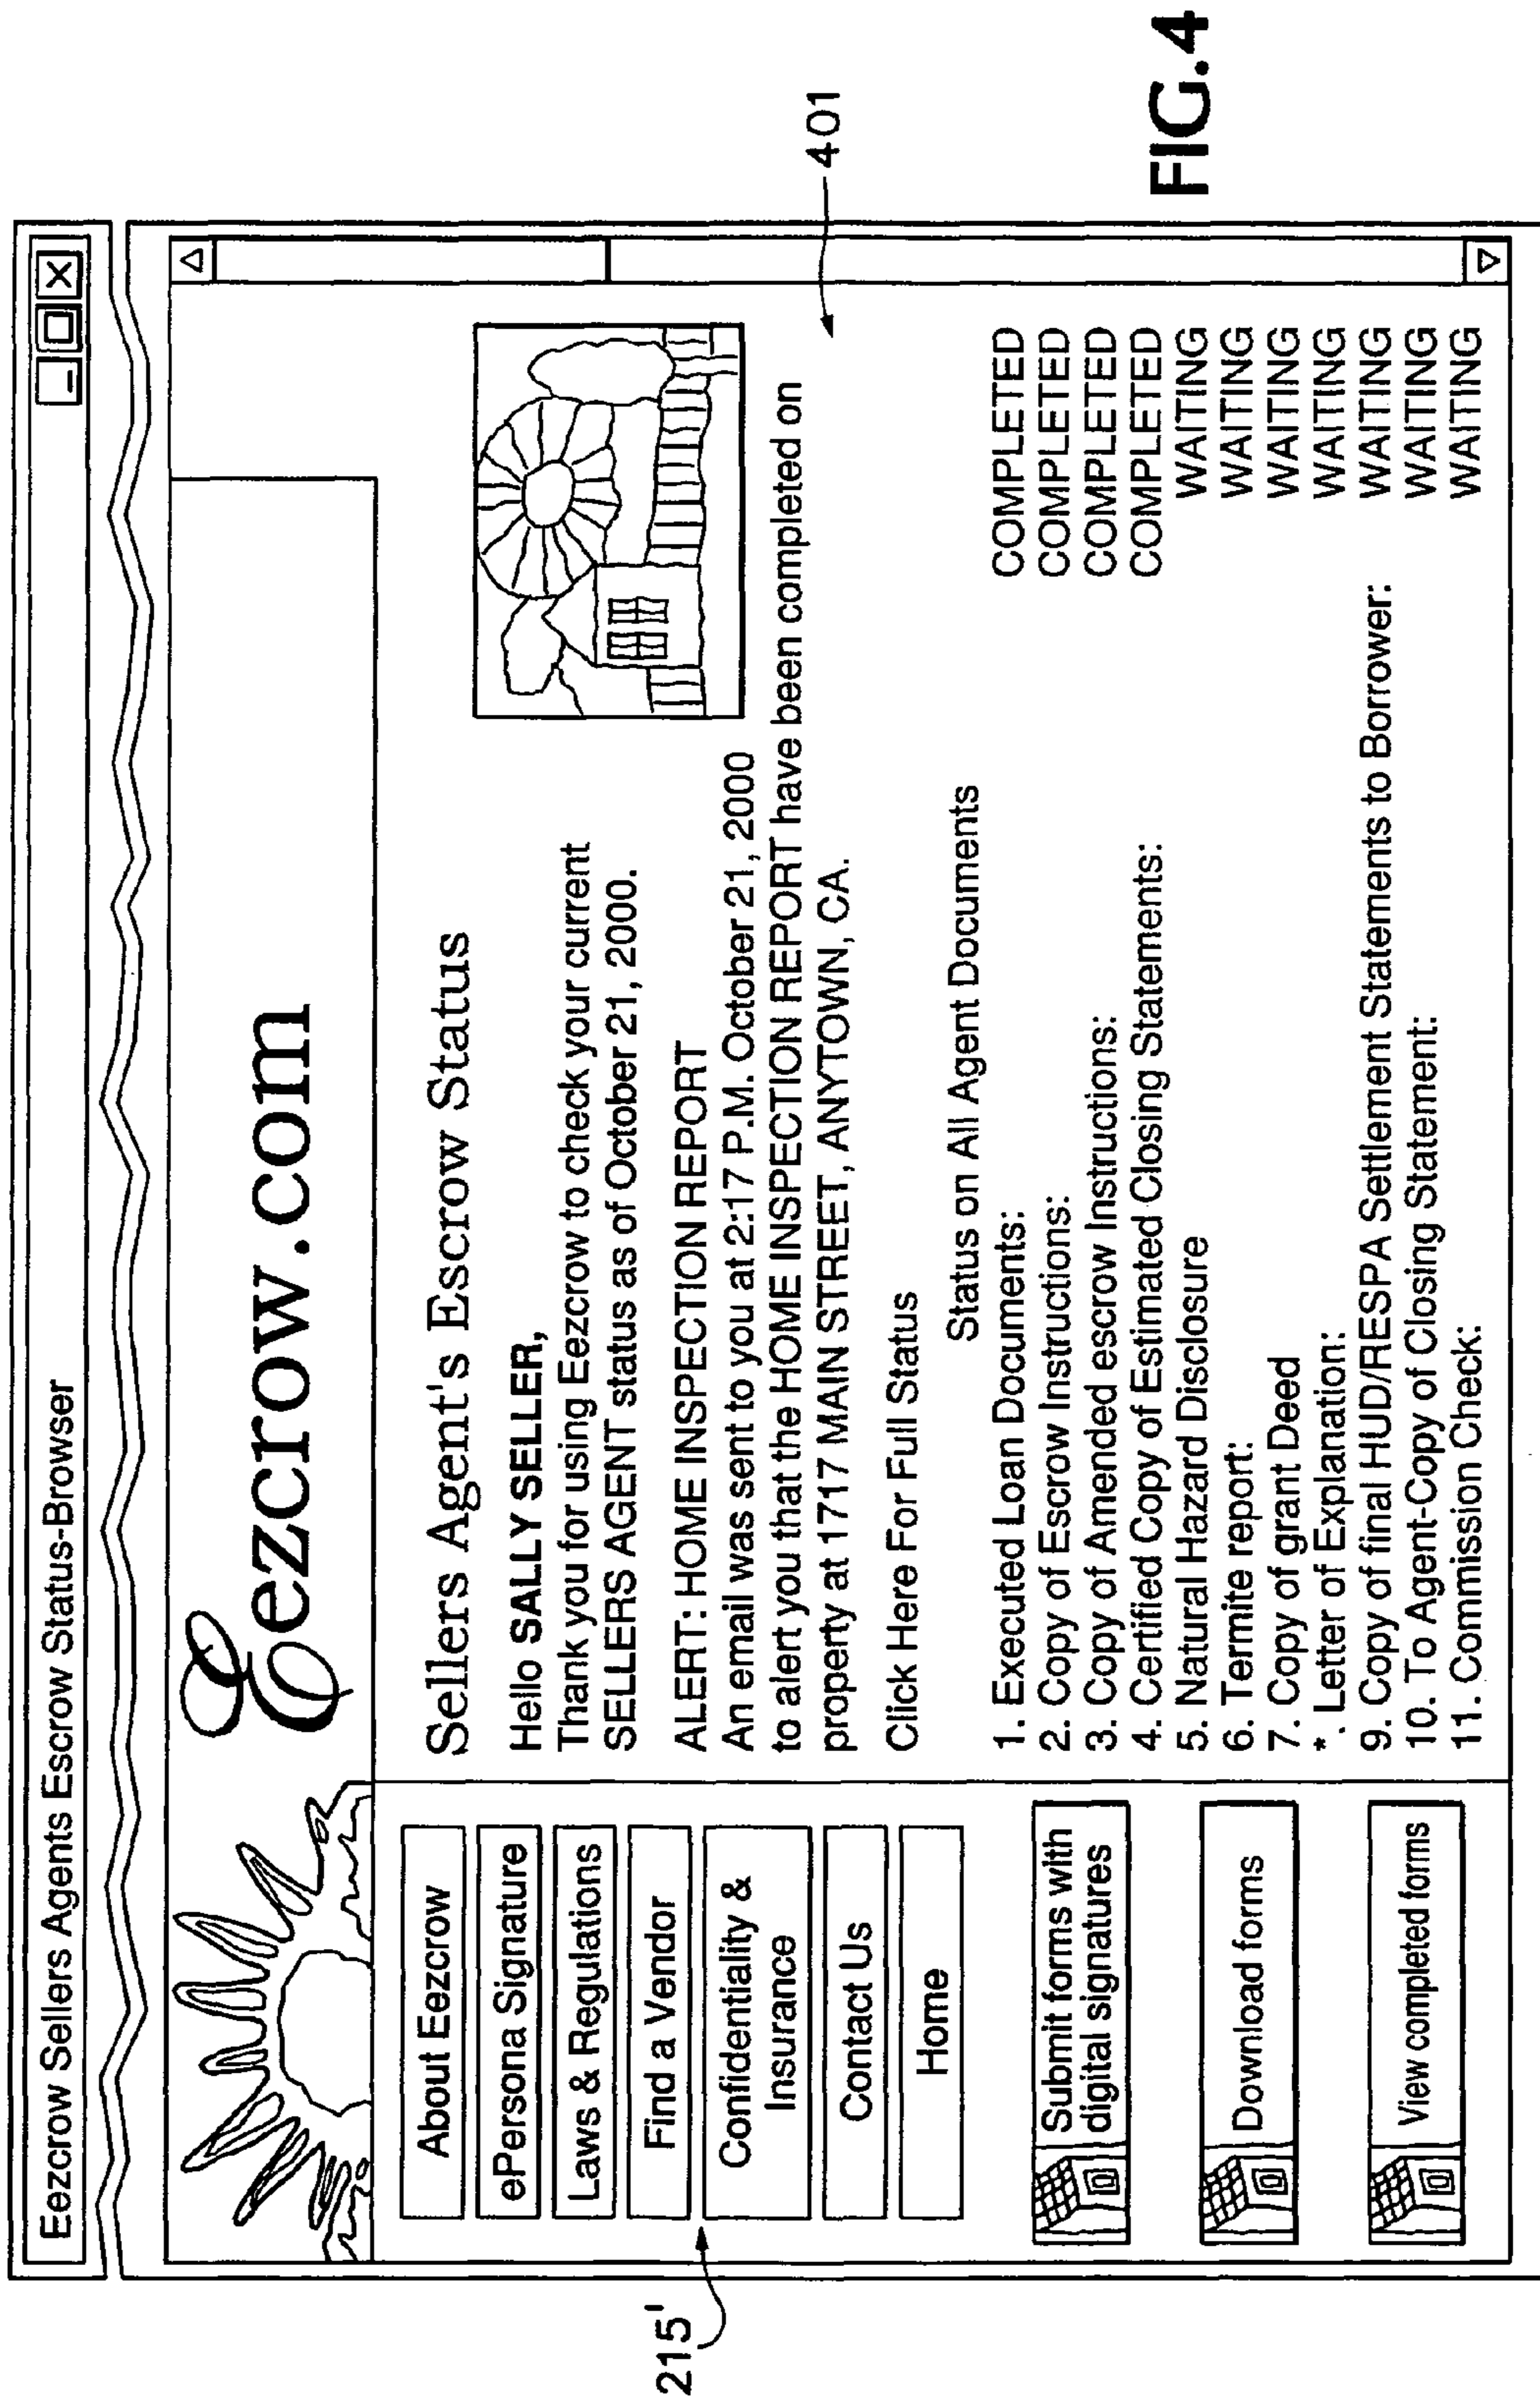 Eezcrow Sellers Agents Escrow Status-Browser
Eezcrow.com
215'
About Eezcrow
ePersona Signature
Laws & Regulations
Find a Vendor
Confidentiality &
Insurance
Contact Us
Home
Submit forms with
digital signatures
Download forms
View completed forms
Sellers Agent's Escrow Status
Hello SALLY SELLER,
Thank you for using Eezcrow to check your current
SELLERS AGENT status as of October 21, 2000.
ALERT: HOME INSPECTION REPORT
An email was sent to you at 2:17 P.M. October 21, 2000
to alert you that the HOME INSPECTION REPORT have been completed on
property at 1717 MAIN STREET, ANYTOWN, CA.
401
Click Here For Full Status
Status on All Agent Documents
1. Executed Loan Documents: COMPLETED
2. Copy of Escrow Instructions: COMPLETED
3. Copy of Amended escrow Instructions: COMPLETED
4. Certified Copy of Estimated Closing Statements: COMPLETED
5. Natural Hazard Disclosure WAITING
6. Termite report: WAITING
7. Copy of grant Deed WAITING
*. Letter of Explanation: WAITING
9. Copy of final HUD/RESPA Settlement Statements to Borrower: WAITING
10. To Agent-Copy of Closing Statement: WAITING
11. Commission Check: WAITING
FIG.4